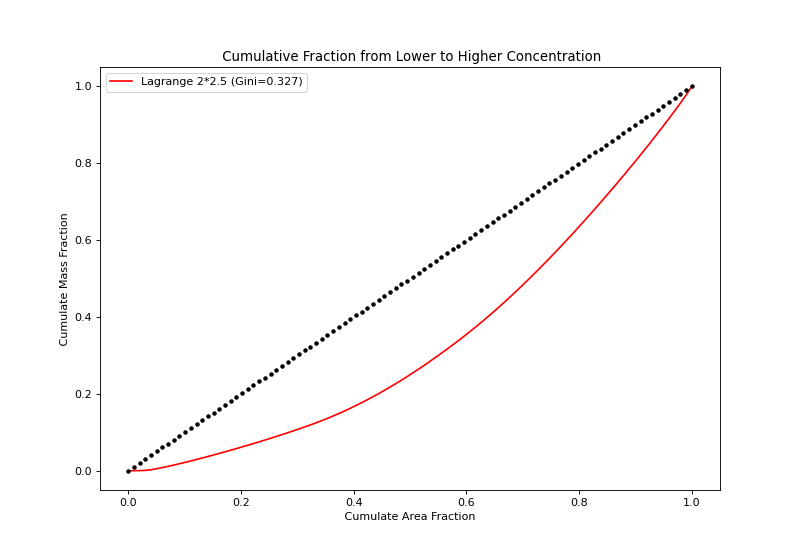 Cumulative Fraction from Lower to Higher Concentration
Lagrange 2*2.5 (Gini=0.327)
1.0
0.8
0.6
0.4
0.2
0.0
Cumulate Mass Fraction
0.0 0.2 0.4 0.6 0.8 1.0
Cumulate Area Fraction